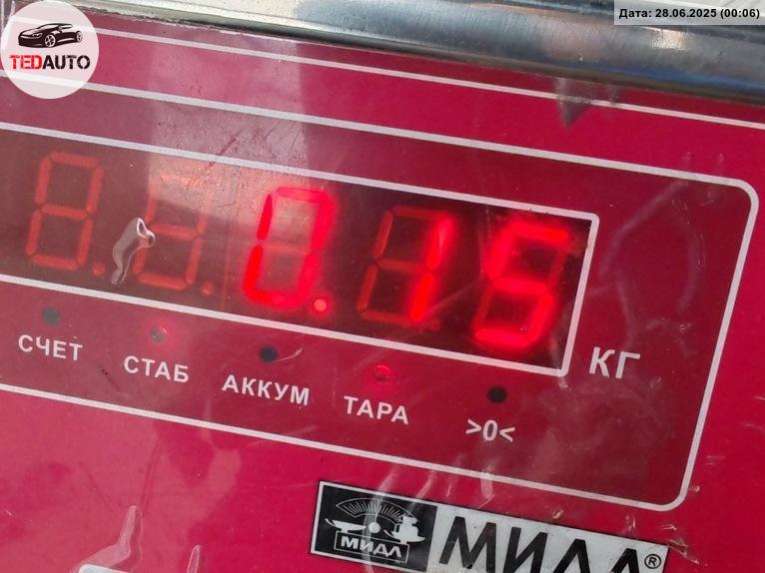 Дата: 28.06.2025 (00:06)
TEDAUTO
0.15
КГ
СЧЕТ СТАБ АККУМ ТАРА >0<
МИДЛ
МИДЛ®